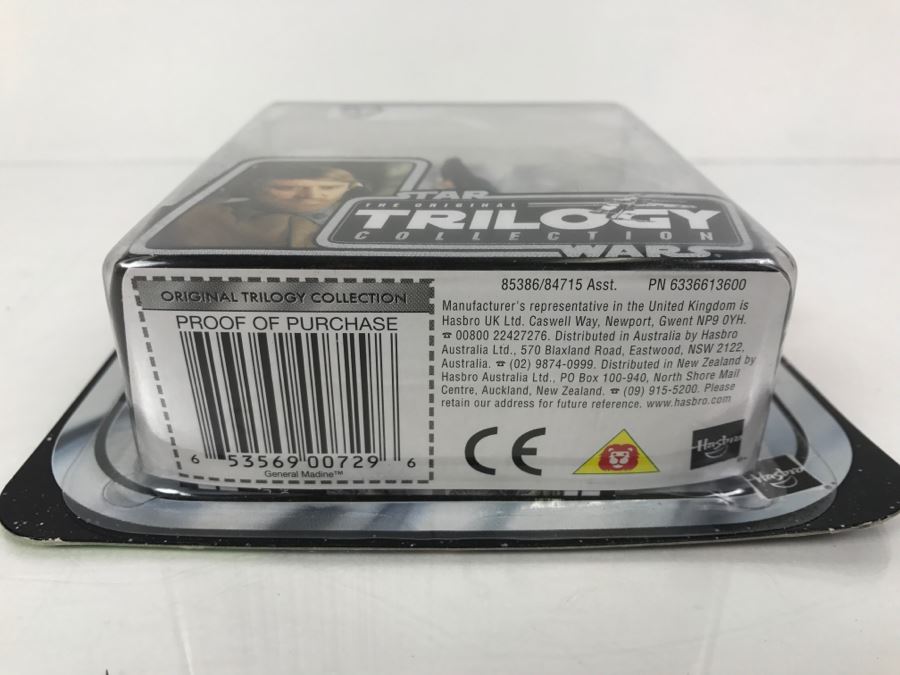 STAR
THE ORIGINAL
TRILOGY
COLLECTION
WARS
ORIGINAL TRILOGY COLLECTION
PROOF OF PURCHASE
6 53569 00729 6
General Madine™
85386/84715 Asst. PN 6336613600
Manufacturer's representative in the United Kingdom is
Hasbro UK Ltd. Caswell Way, Newport, Gwent NP9 0YH.
☎ 00800 22427276. Distributed in Australia by Hasbro
Australia Ltd., 570 Blaxland Road, Eastwood, NSW 2122,
Australia. ☎ (02) 9874-0999. Distributed in New Zealand by
Hasbro Australia Ltd., PO Box 100-940, North Shore Mail
Centre, Auckland, New Zealand. ☎ (09) 915-5200. Please
retain our address for future reference. www.hasbro.com
CE
Hasbro
Hasbro